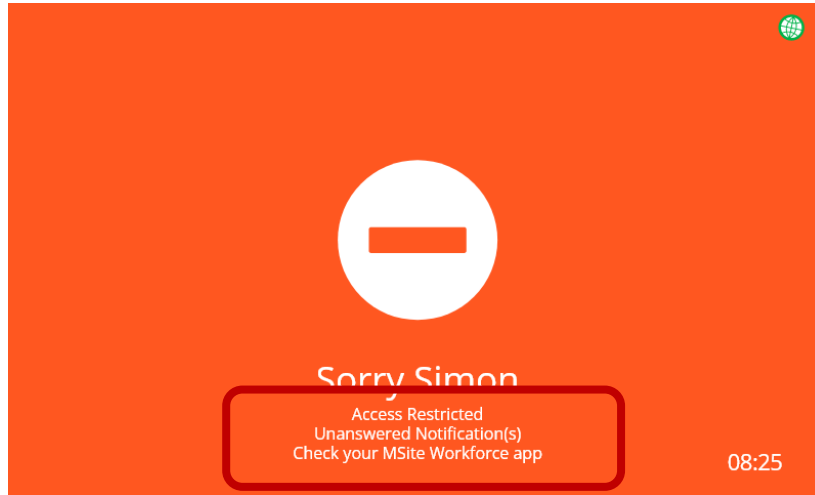 Sorry Simon
Access Restricted
Unanswered Notification(s)
Check your MSite Workforce app
08:25